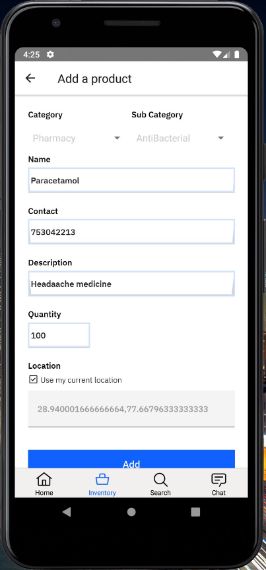 4:25
Add a product
Category Sub Category
Pharmacy AntiBacterial
Name
Paracetamol
Contact
753042213
Description
Headaache medicine
Quantity
100
Location
Use my current location
28.940001666666664,77.66796333333333
Add
Home Inventory Search Chat